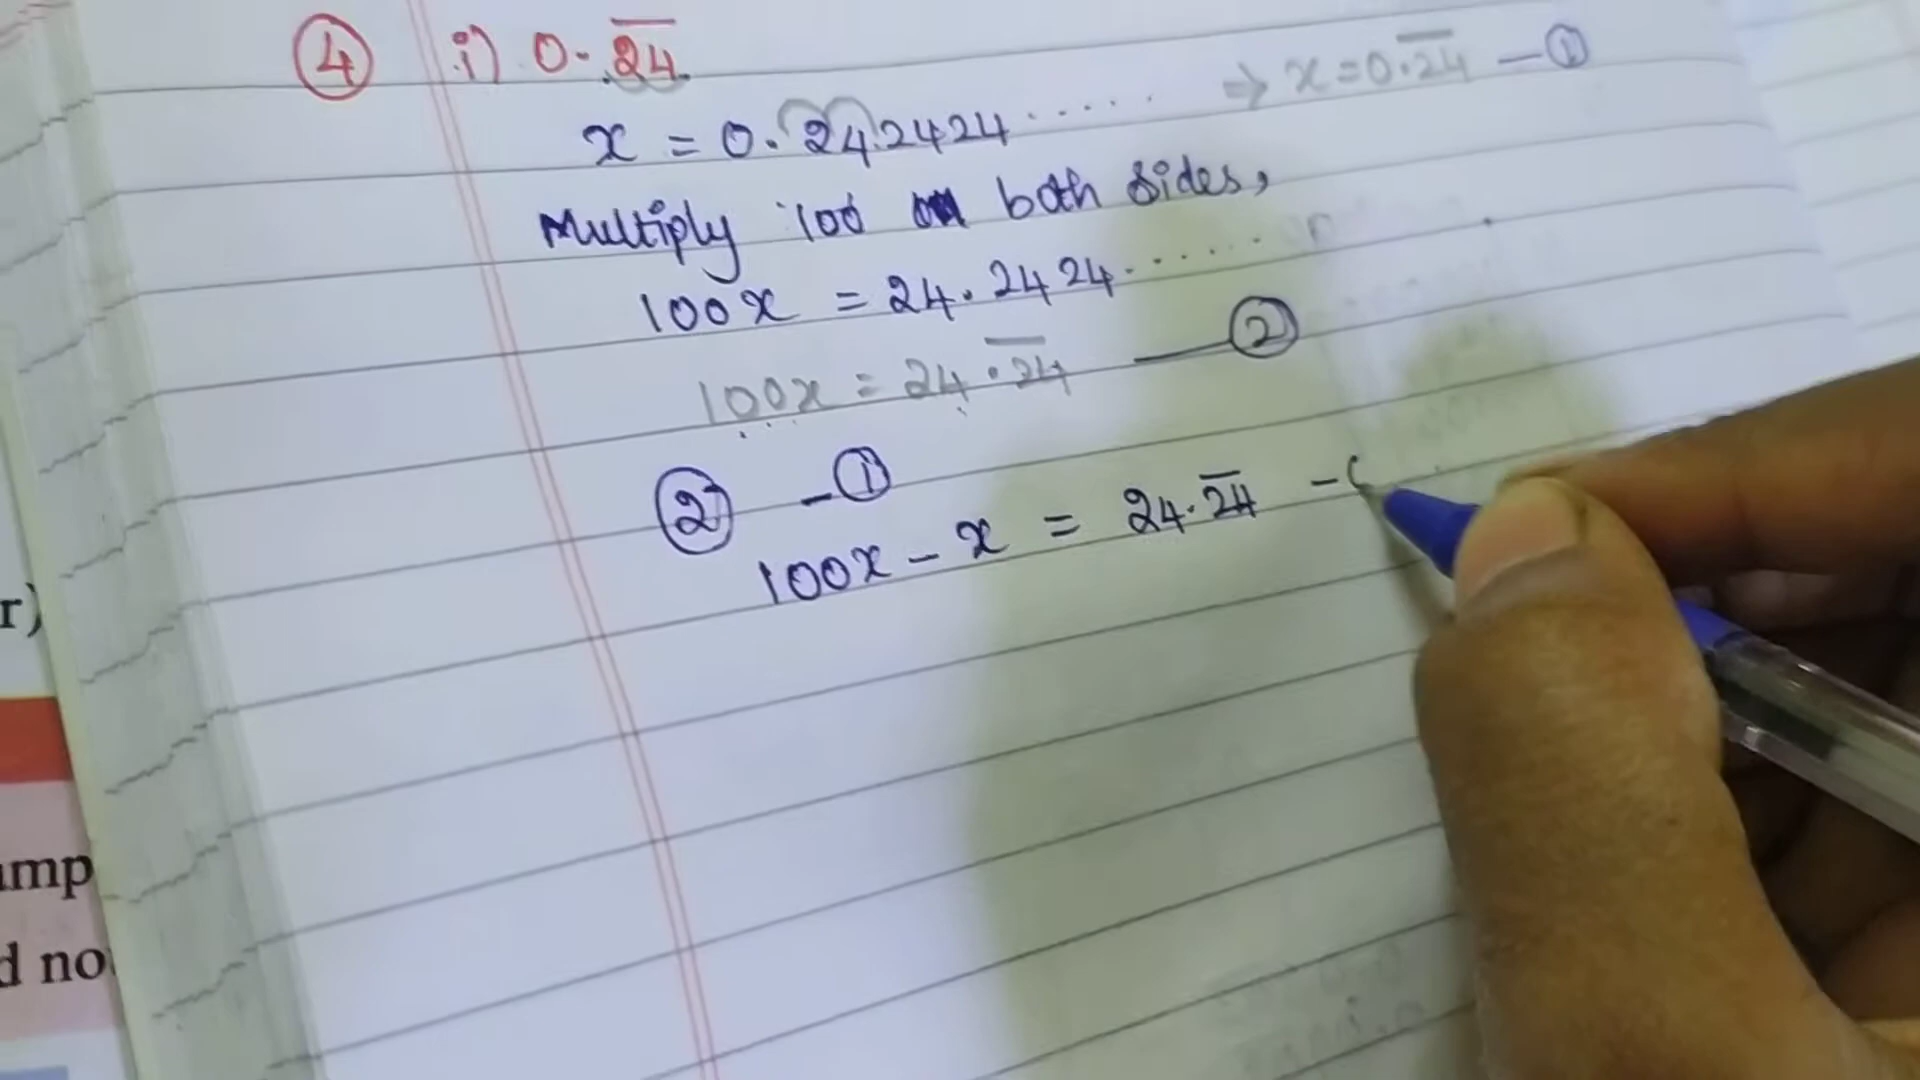 ④ i) 0.2̅4̅
x = 0.242424..... ⇒ x = 0.2̅4̅ — ①
Multiply 100 both sides,
100x = 24.2424......
100x = 24.2̅4̅ — ②
② - ①
100x - x = 24.2̅4̅ -
r)
amp
d no